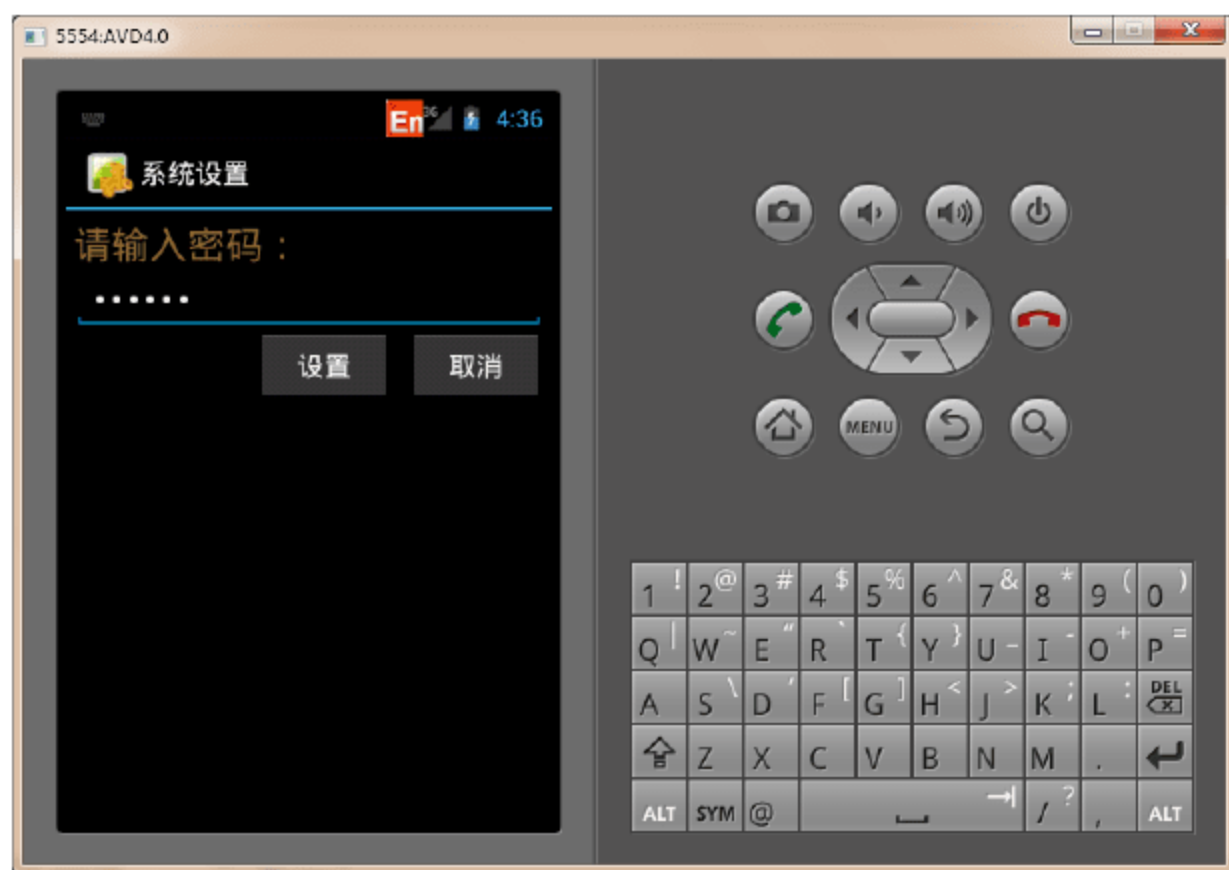 5554:AVD4.0
En 3G 4:36
系统设置
请输入密码：
••••••
设置 取消
MENU
1 ! 2 @ 3 # 4 $ 5 % 6 ^ 7 & 8 * 9 ( 0 )
Q | W ~ E " R ` T { Y } U _ I - O + P =
A S \ D ' F [ G ] H < J > K ; L : DEL
Z X C V B N M .
ALT SYM @ / ? , ALT